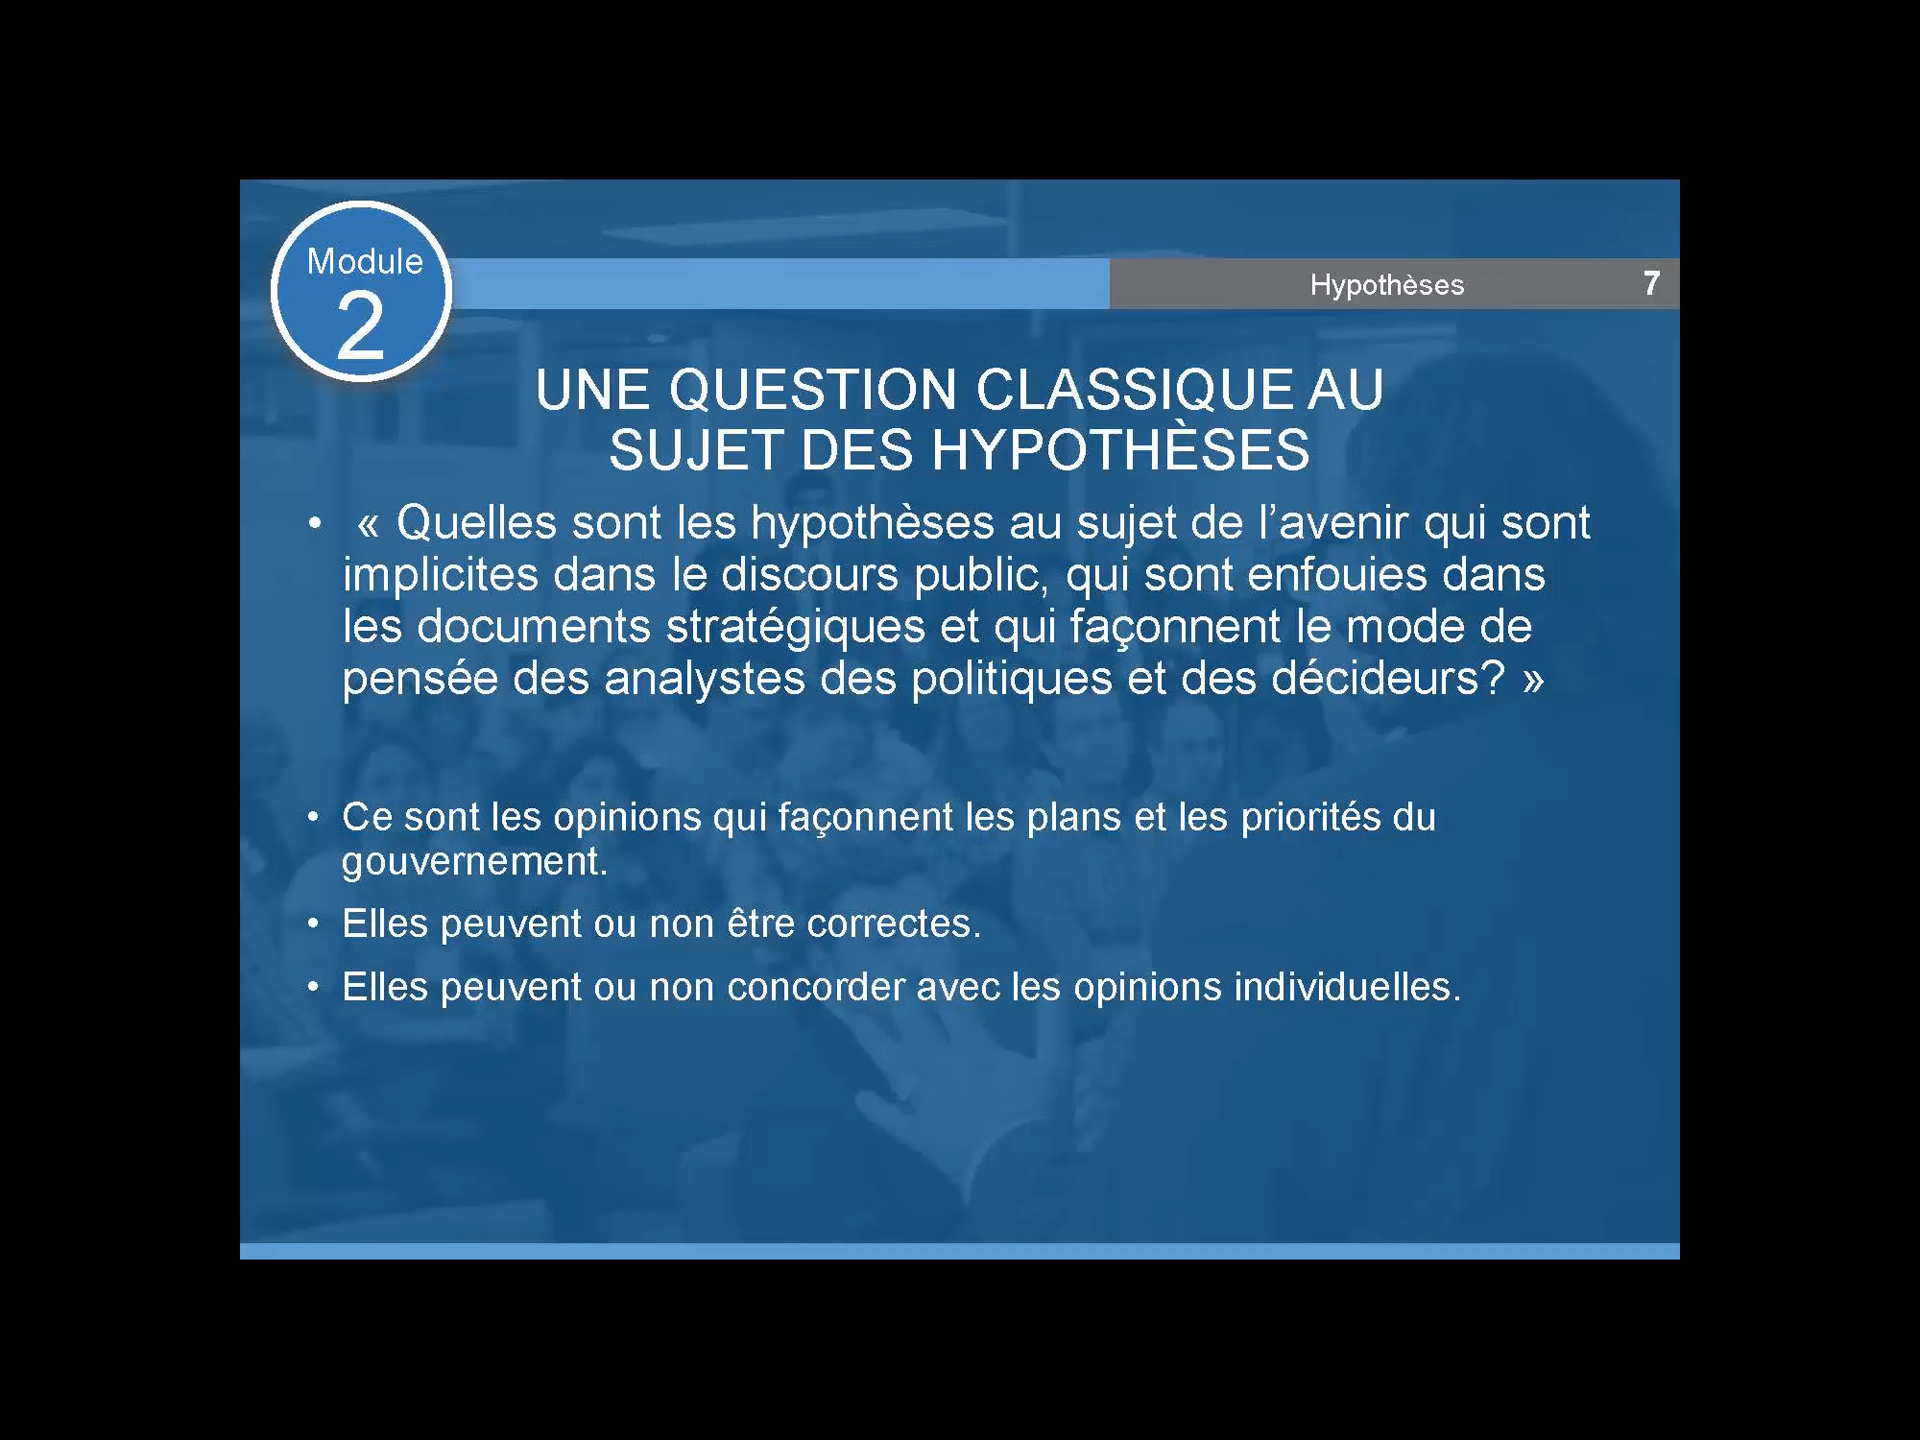 Module
2
Hypothèses 7
UNE QUESTION CLASSIQUE AU
SUJET DES HYPOTHÈSES
• « Quelles sont les hypothèses au sujet de l’avenir qui sont
implicites dans le discours public, qui sont enfouies dans
les documents stratégiques et qui façonnent le mode de
pensée des analystes des politiques et des décideurs? »
• Ce sont les opinions qui façonnent les plans et les priorités du
gouvernement.
• Elles peuvent ou non être correctes.
• Elles peuvent ou non concorder avec les opinions individuelles.